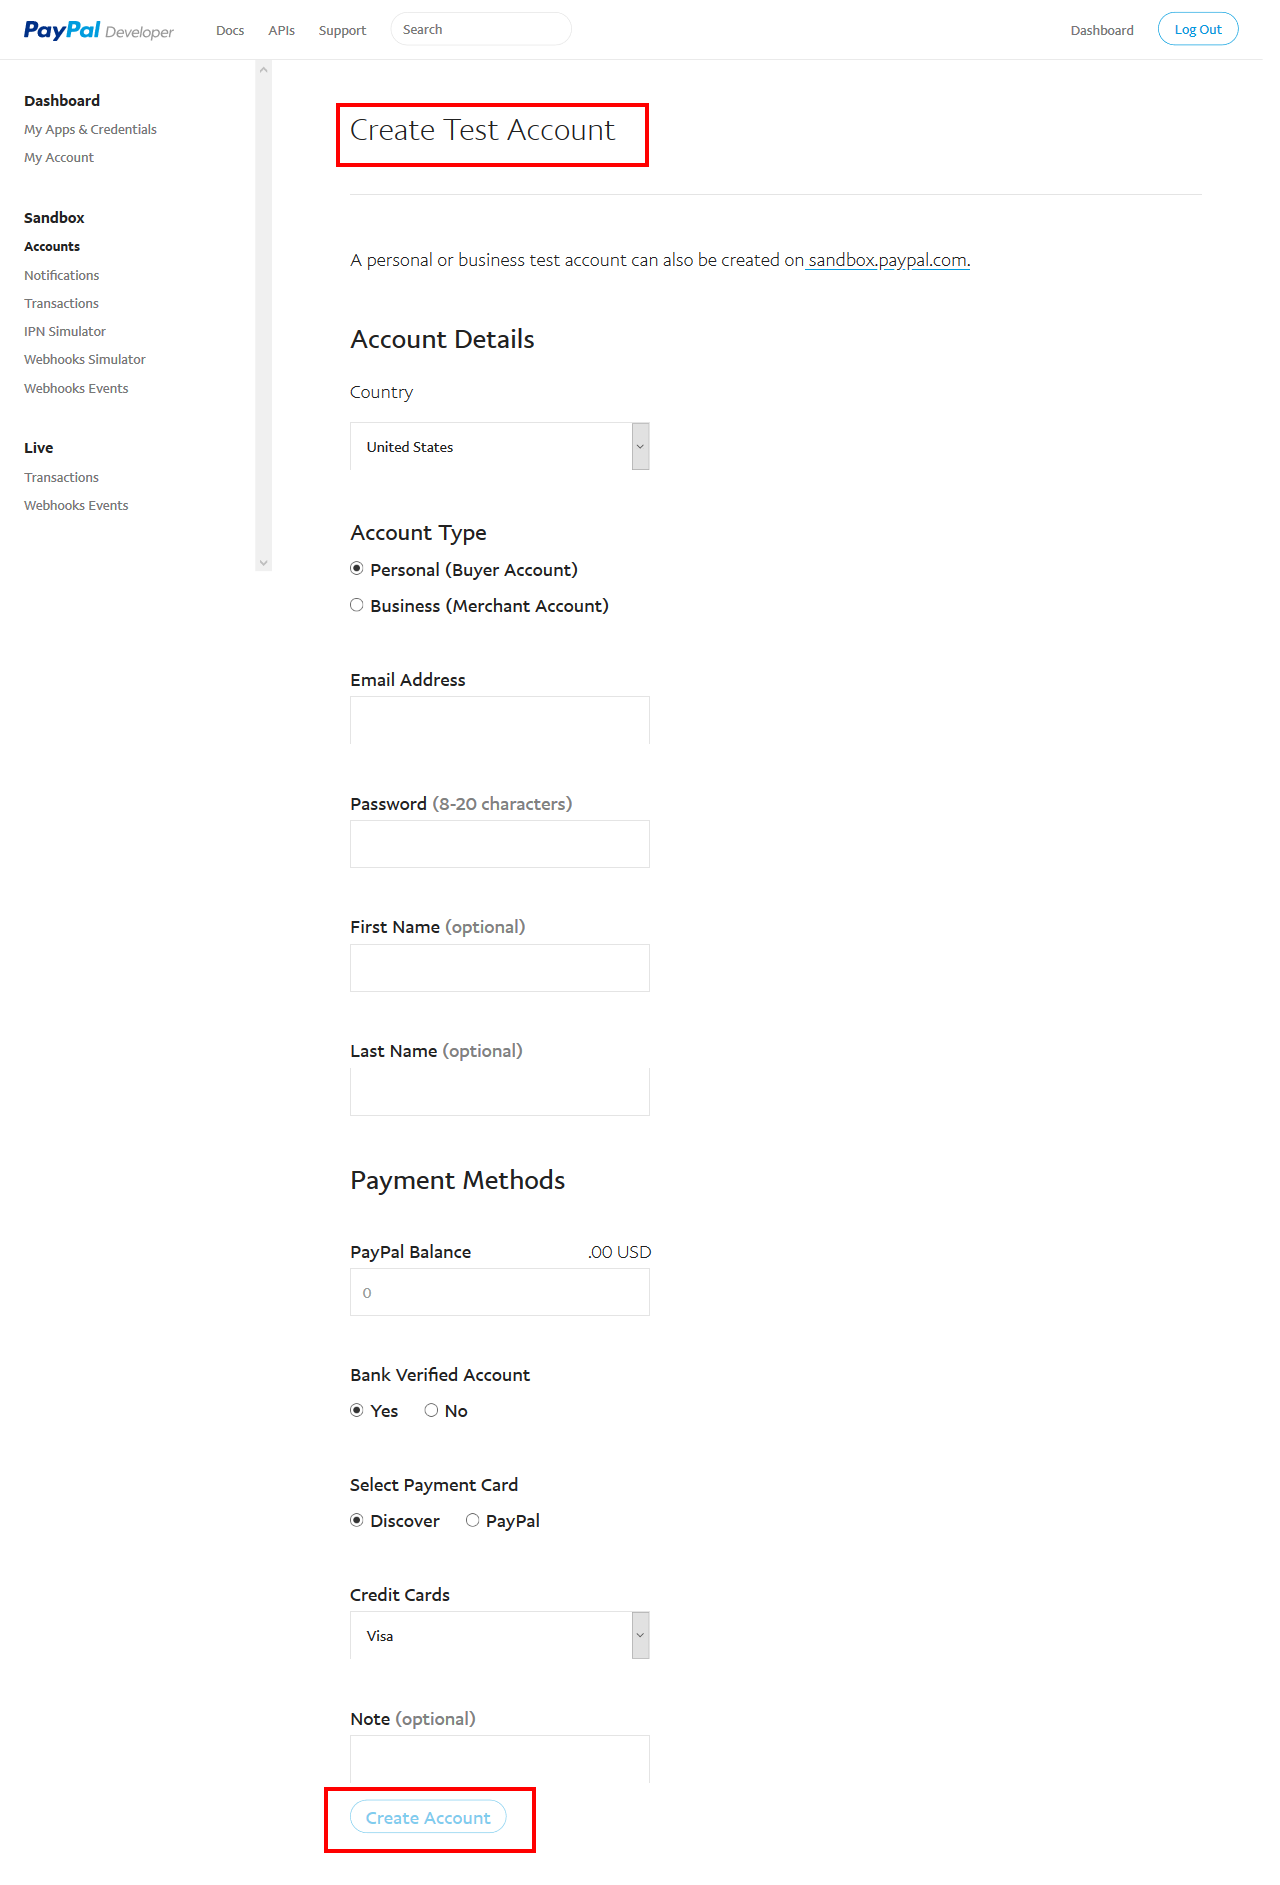 PayPal Developer
Docs
APIs
Support
Search
Dashboard
Log Out
Dashboard
My Apps & Credentials
My Account
Sandbox
Accounts
Notifications
Transactions
IPN Simulator
Webhooks Simulator
Webhooks Events
Live
Transactions
Webhooks Events
Create Test Account
A personal or business test account can also be created on sandbox.paypal.com.
Account Details
Country
United States
Account Type
Personal (Buyer Account)
Business (Merchant Account)
Email Address
Password (8-20 characters)
First Name (optional)
Last Name (optional)
Payment Methods
PayPal Balance .00 USD
0
Bank Verified Account
Yes No
Select Payment Card
Discover PayPal
Credit Cards
Visa
Note (optional)
Create Account